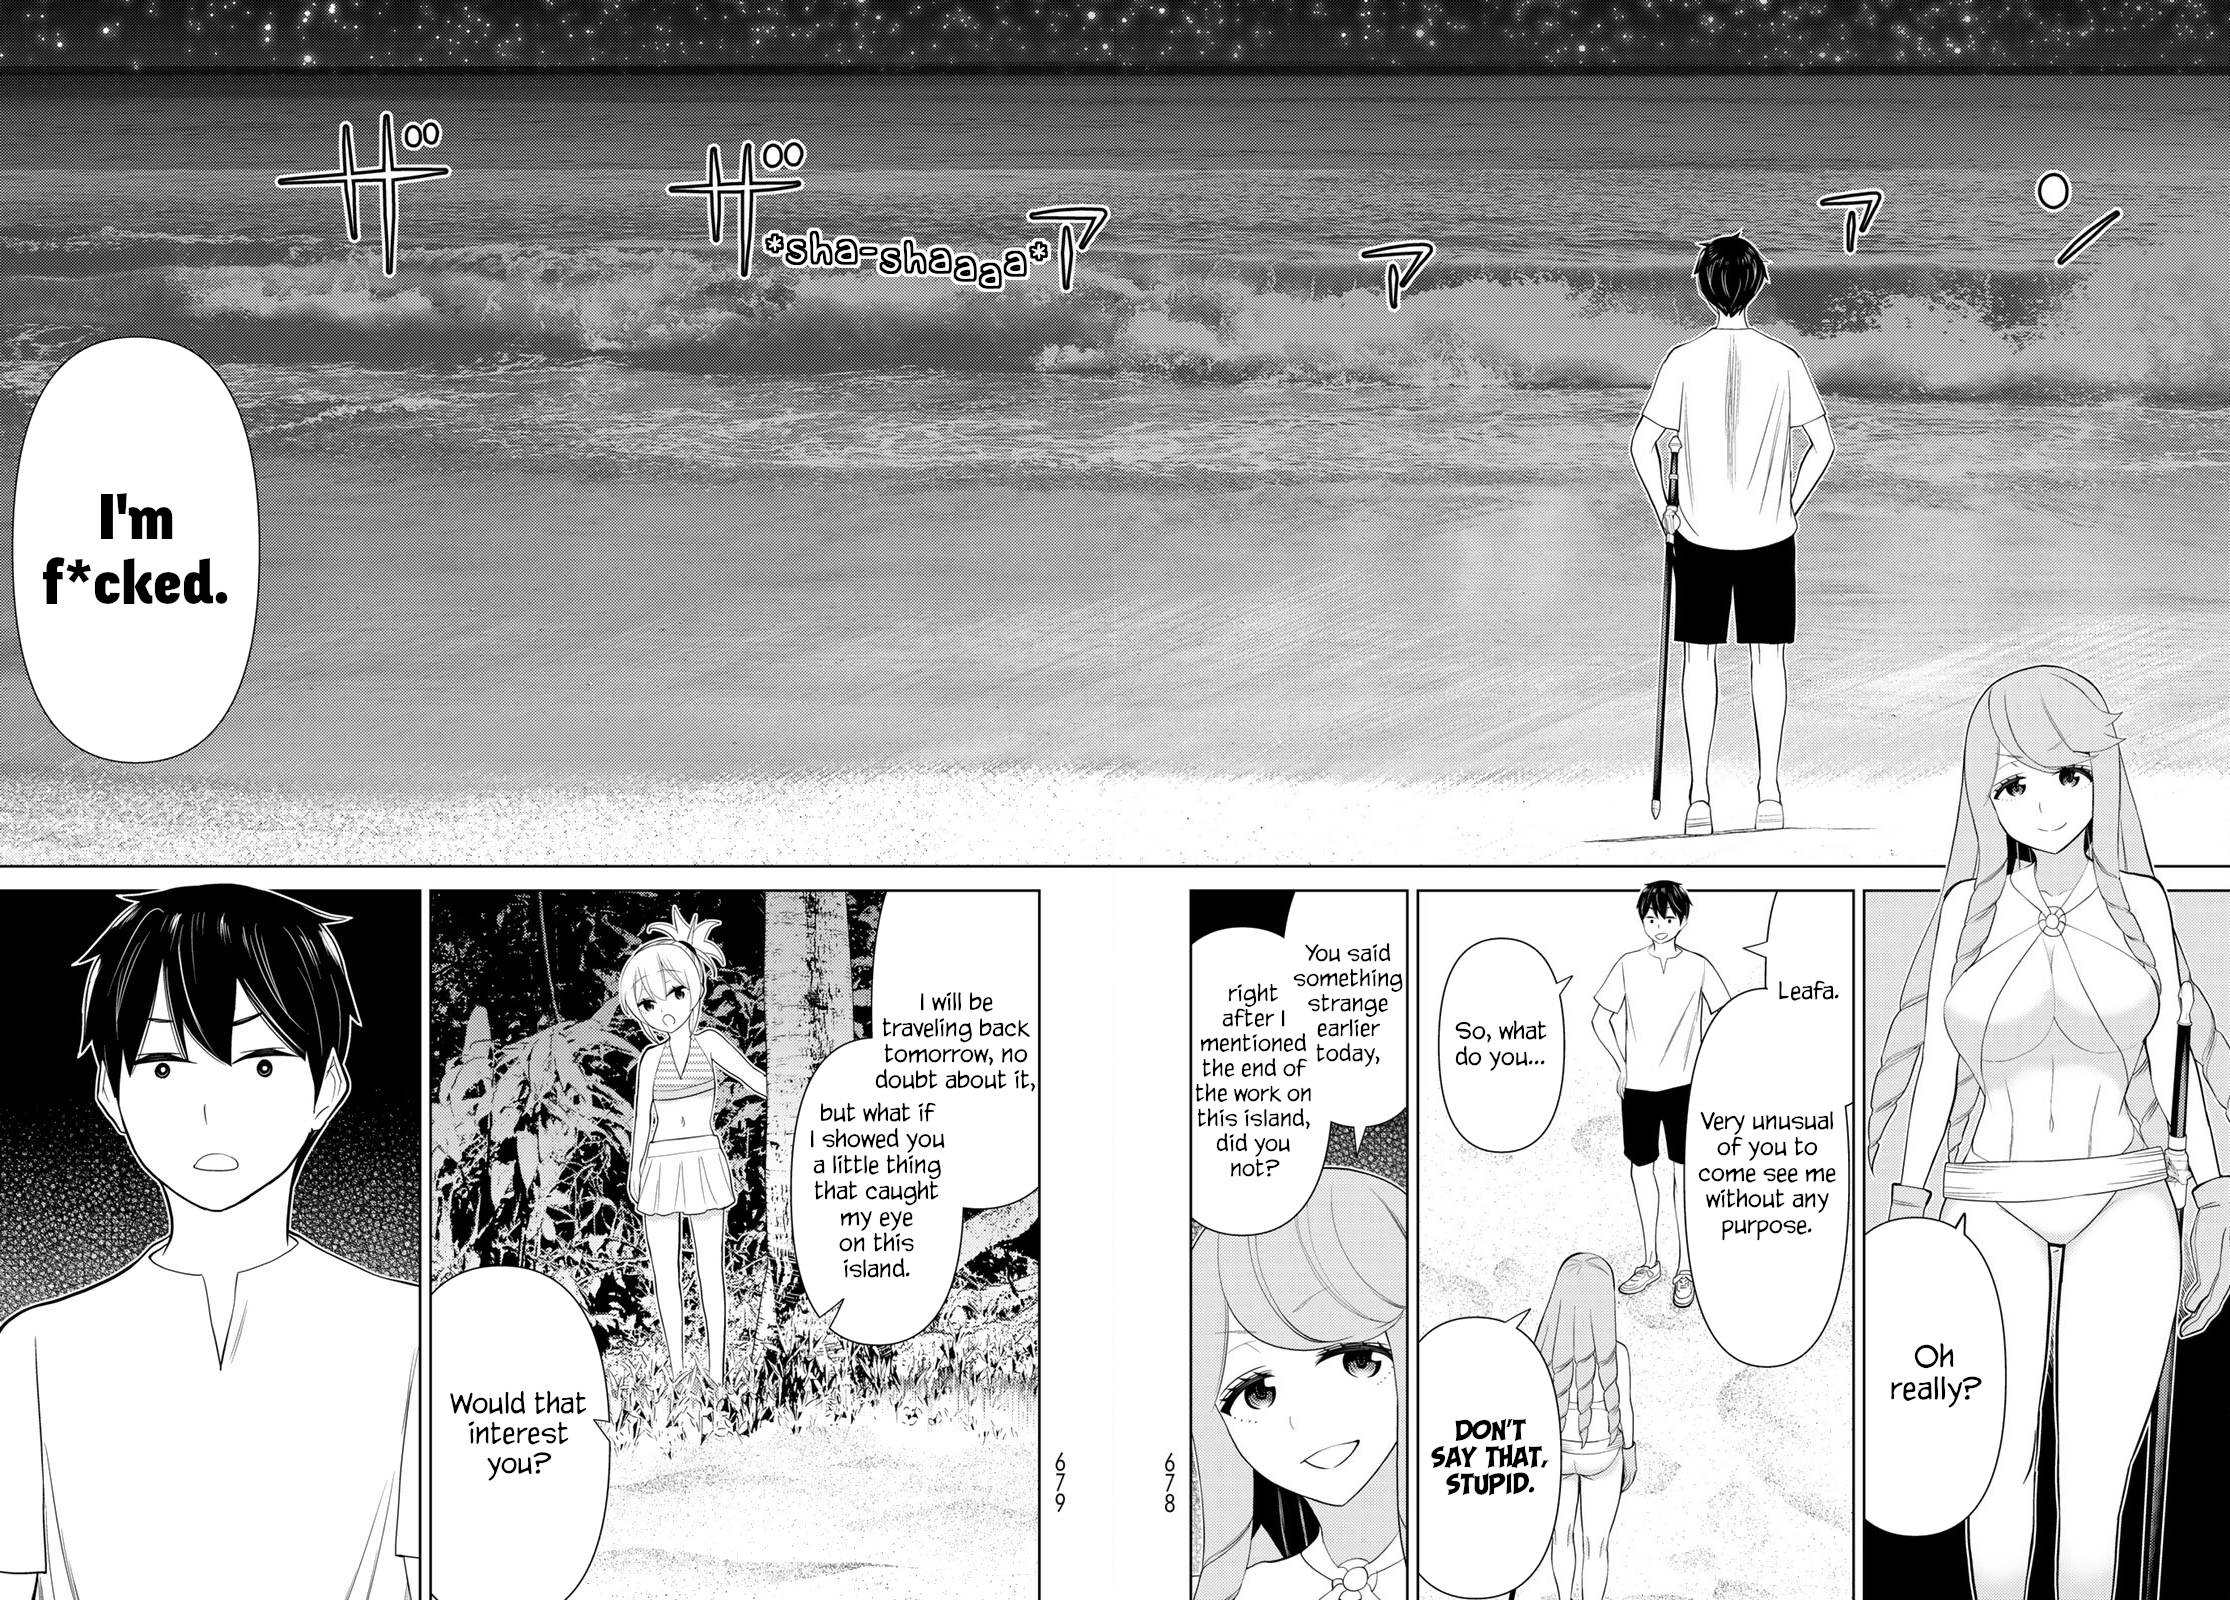 ザ゚
ザ゚
*sha-shaaaa*
ァ
ァ
ァ
ン
I'm
f*cked.
Oh
really?
Leafa.
Very unusual
of you to
come see me
without any
purpose.
So, what
do you...
DON'T
SAY THAT,
STUPID.
You said
something
strange
earlier
today,
right
after I
mentioned
the end of
the work on
this island,
did you
not?
678
I will be
traveling back
tomorrow, no
doubt about it,
but what if
I showed you
a little thing
that caught
my eye
on this
island.
Would that
interest
you?
679